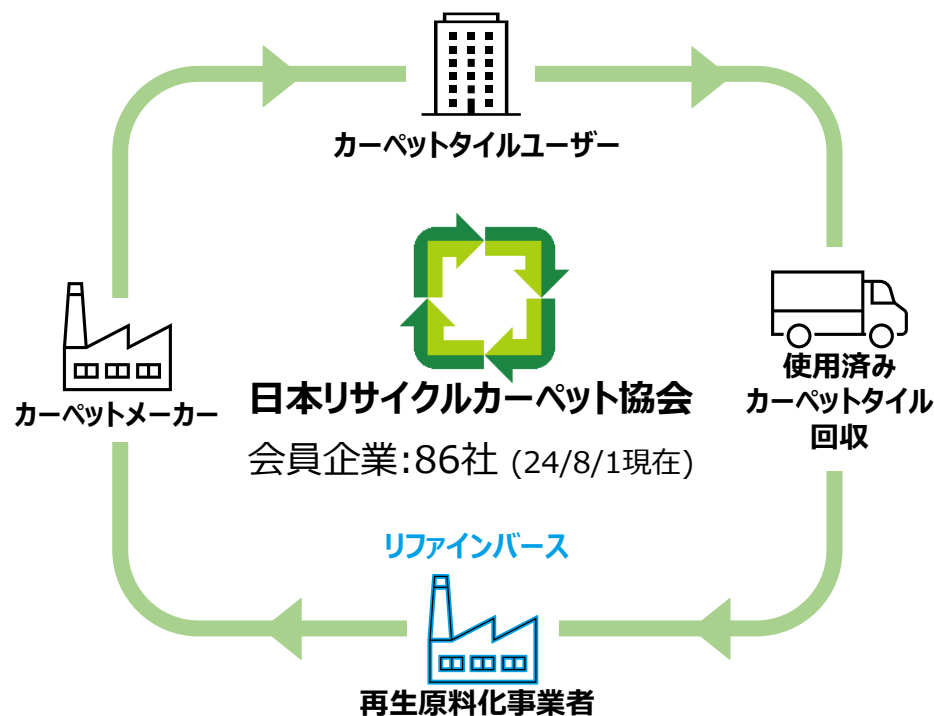 カーペットタイルユーザー
カーペットメーカー
日本リサイクルカーペット協会
会員企業:86社 (24/8/1現在)
使用済み
カーペットタイル
回収
リファインバース
再生原料化事業者